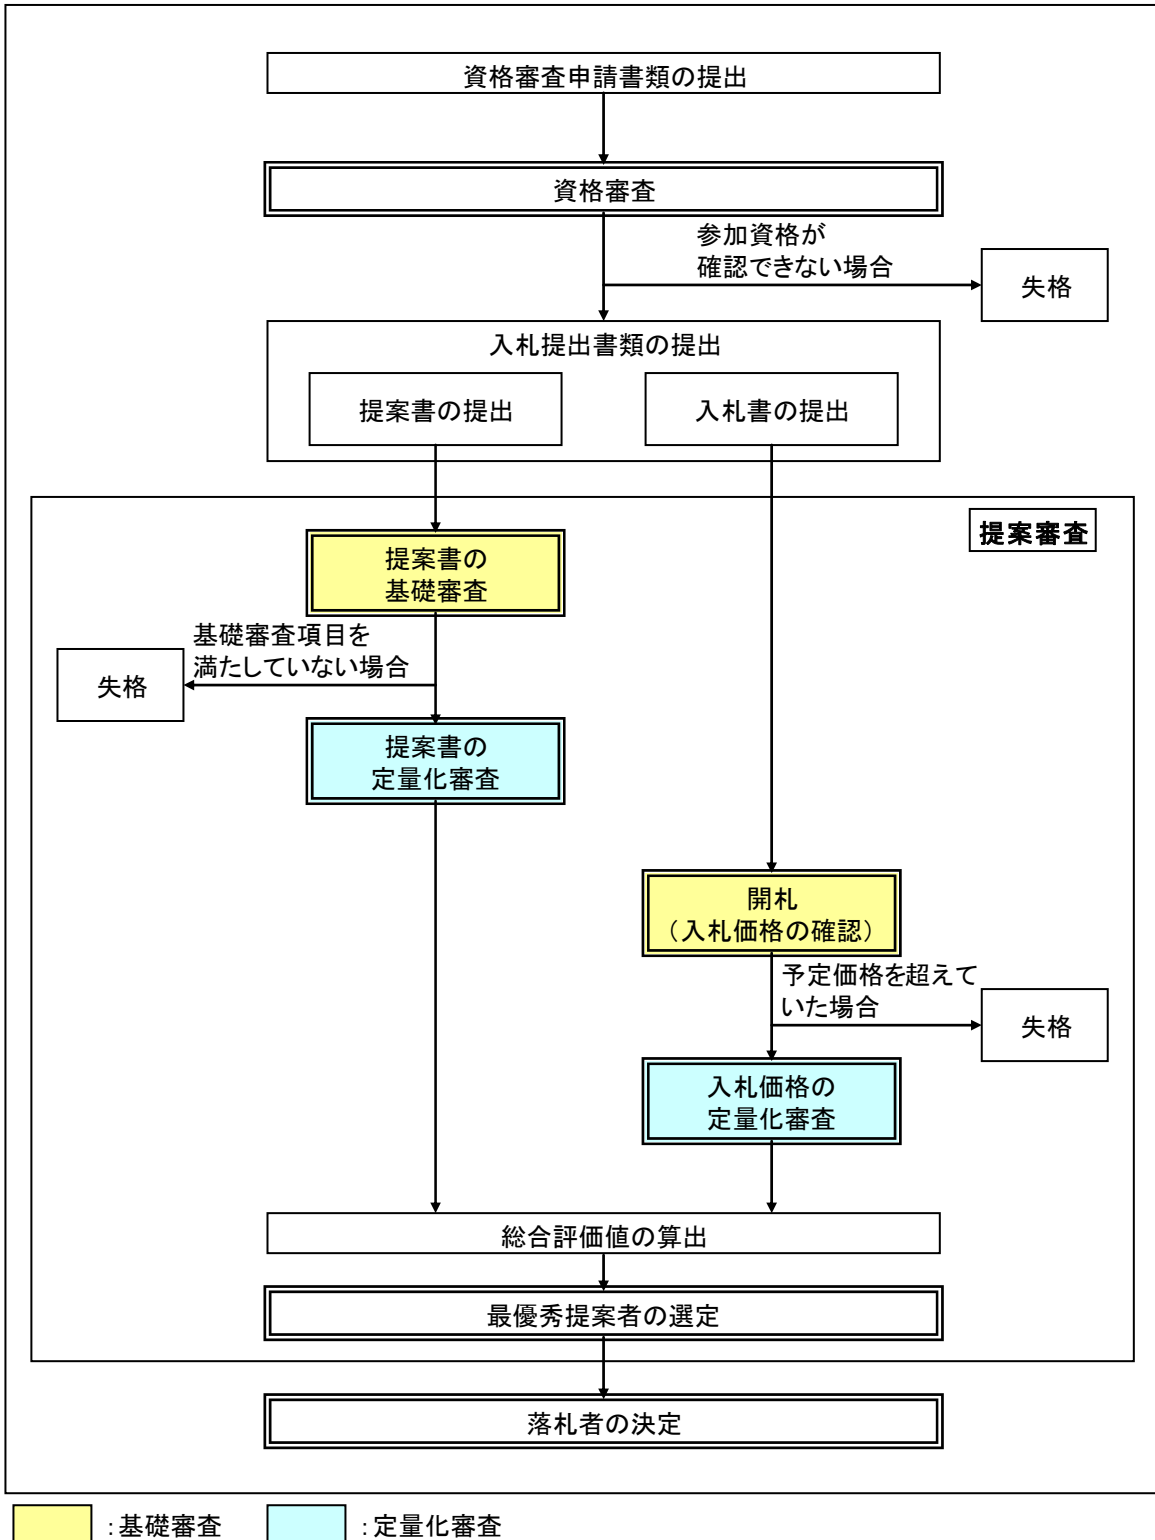 資格審査申請書類の提出
資格審査
参加資格が
確認できない場合
失格
入札提出書類の提出
提案書の提出
入札書の提出
提案審査
提案書の
基礎審査
基礎審査項目を
満たしていない場合
失格
提案書の
定量化審査
開札
（入札価格の確認）
予定価格を超えて
いた場合
失格
入札価格の
定量化審査
総合評価値の算出
最優秀提案者の選定
落札者の決定
：基礎審査
：定量化審査